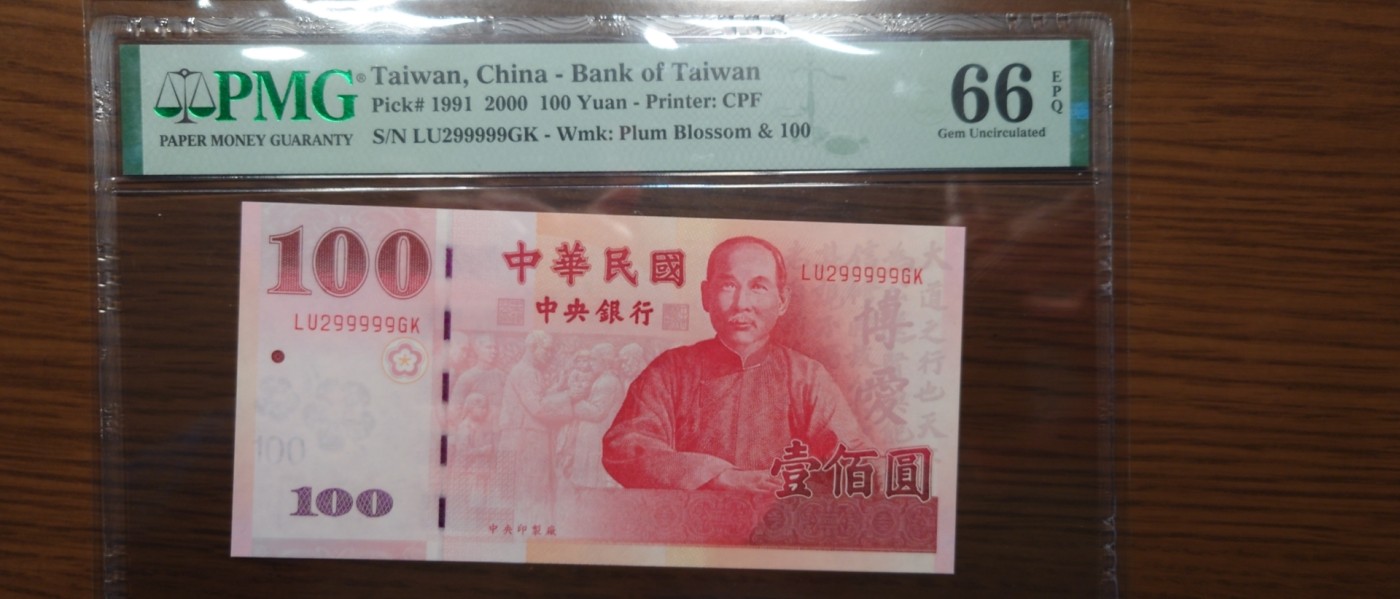 PMG®
PAPER MONEY GUARANTY
Taiwan, China - Bank of Taiwan
Pick# 1991 2000 100 Yuan - Printer: CPF
S/N LU299999GK - Wmk: Plum Blossom & 100
66
EPQ
Gem Uncirculated
100
中華民國
中央銀行
LU299999GK
LU299999GK
大道之行也天
博愛
100
100
壹佰圓
中央印製廠